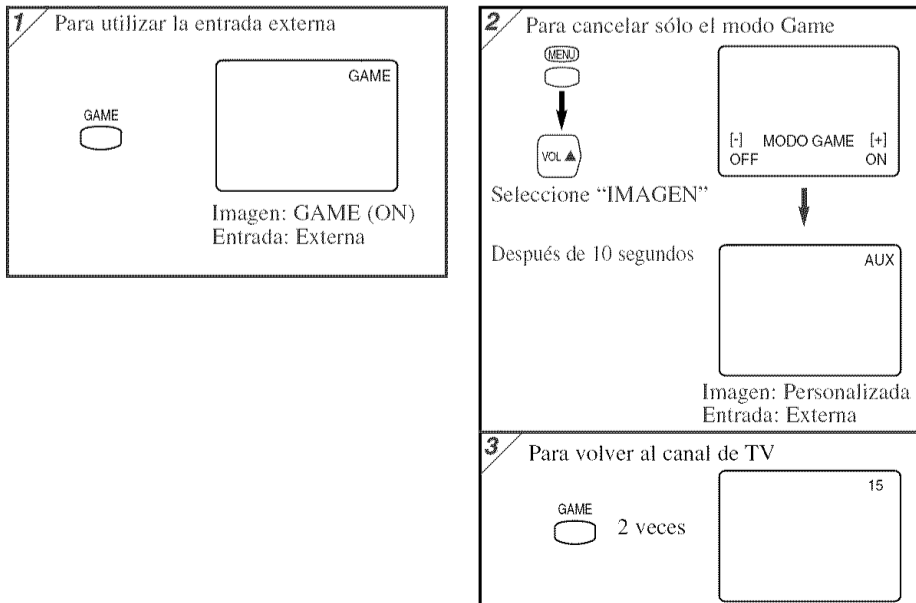 1 Para utilizar la entrada externa
GAME
GAME
Imagen: GAME (ON)
Entrada: Externa
2 Para cancelar sólo el modo Game
MENU
VOL ▲
[-] MODO GAME [+]
OFF ON
Seleccione “IMAGEN”
Después de 10 segundos
AUX
Imagen: Personalizada
Entrada: Externa
3 Para volver al canal de TV
15
GAME
2 veces